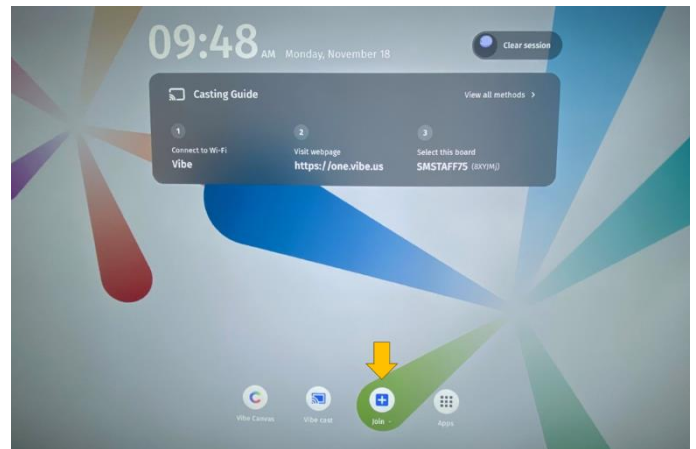 09:48 AM Monday, November 18
Clear session
Casting Guide
View all methods >
1
Connect to Wi-Fi
Vibe
2
Visit webpage
https://one.vibe.us
3
Select this board
SMSTAFF75 (8XYJMJ)
Vibe Canvas
Vibe cast
Join
Apps